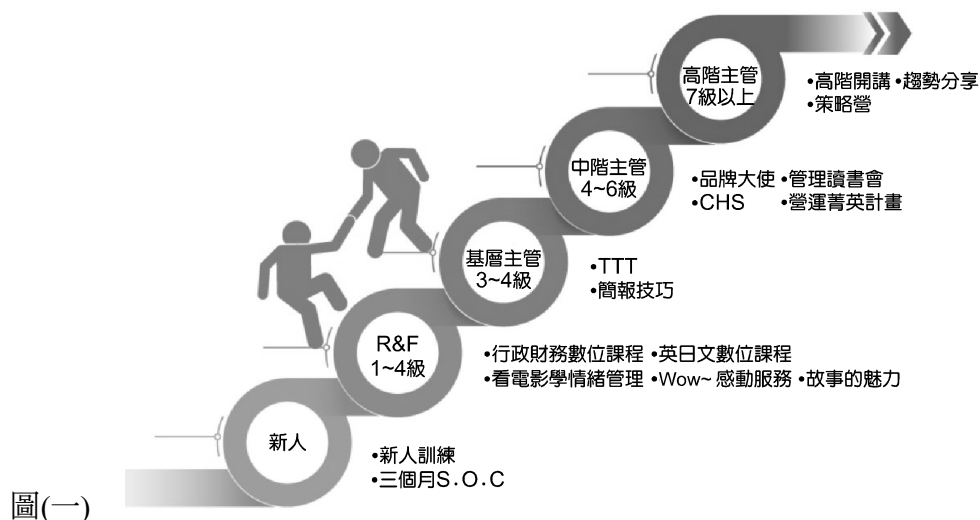 高階主管
7級以上
•高階開講 •趨勢分享
•策略營
中階主管
4~6級
•品牌大使 •管理讀書會
•CHS •營運菁英計畫
基層主管
3~4級
•TTT
•簡報技巧
R&F
1~4級
•行政財務數位課程 •英日文數位課程
•看電影學情緒管理 •Wow~ 感動服務 •故事的魅力
新人
•新人訓練
•三個月S.O.C
圖(一)